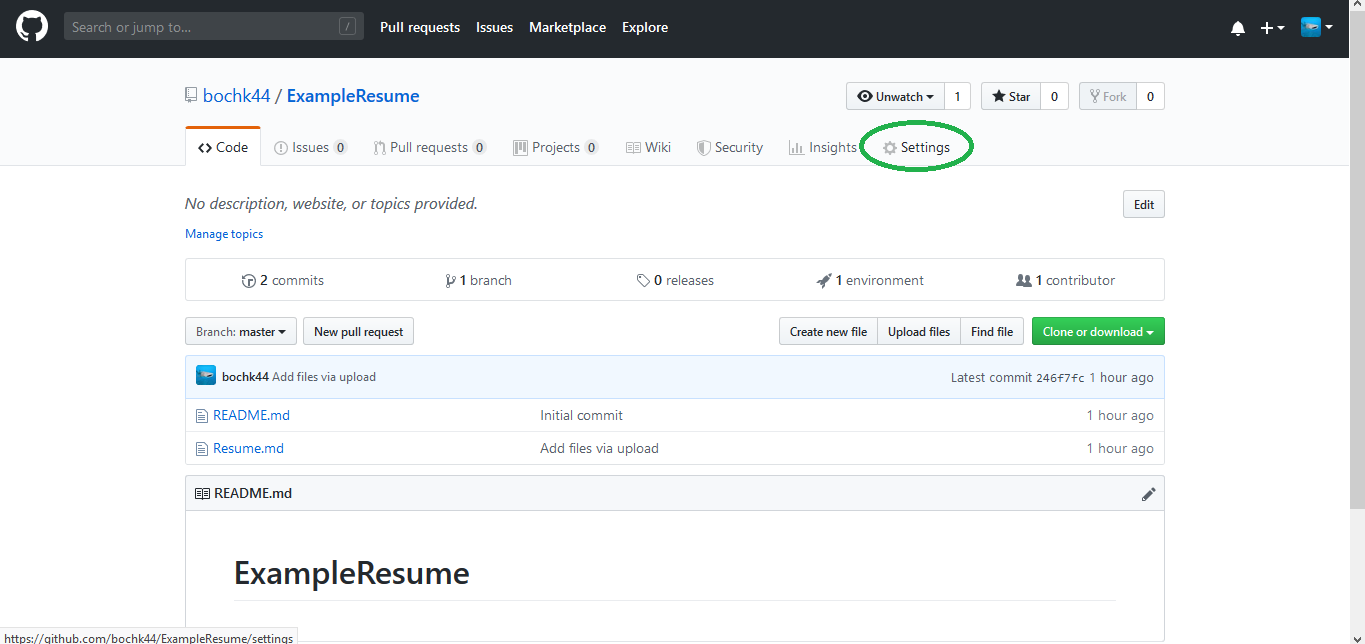 Search or jump to... / Pull requests Issues Marketplace Explore
bochk44 / ExampleResume Unwatch 1 Star 0 Fork 0
Code Issues 0 Pull requests 0 Projects 0 Wiki Security Insights Settings
No description, website, or topics provided. Edit
Manage topics
2 commits 1 branch 0 releases 1 environment 1 contributor
Branch: master New pull request Create new file Upload files Find file Clone or download
bochk44 Add files via upload Latest commit 246f7fc 1 hour ago
README.md Initial commit 1 hour ago
Resume.md Add files via upload 1 hour ago
README.md
ExampleResume
https://github.com/bochk44/ExampleResume/settings